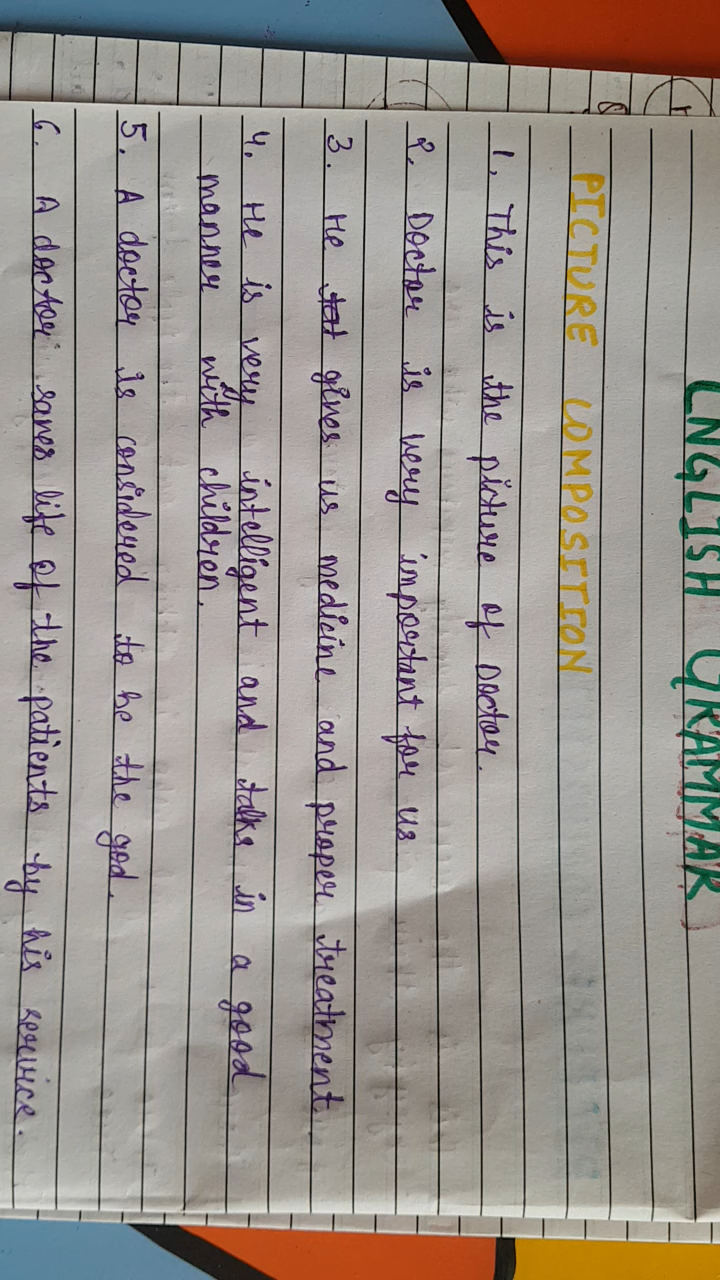 ENGLISH GRAMMAR
PICTURE COMPOSITION
1. This is the picture of Doctor.
2. Doctor is very important for us
3. He gives us medicine and proper treatment.
4. He is very intelligent and talks in a good
manner with children.
5. A doctor is considered to be the god.
6. A doctor saves life of the patients by his service.